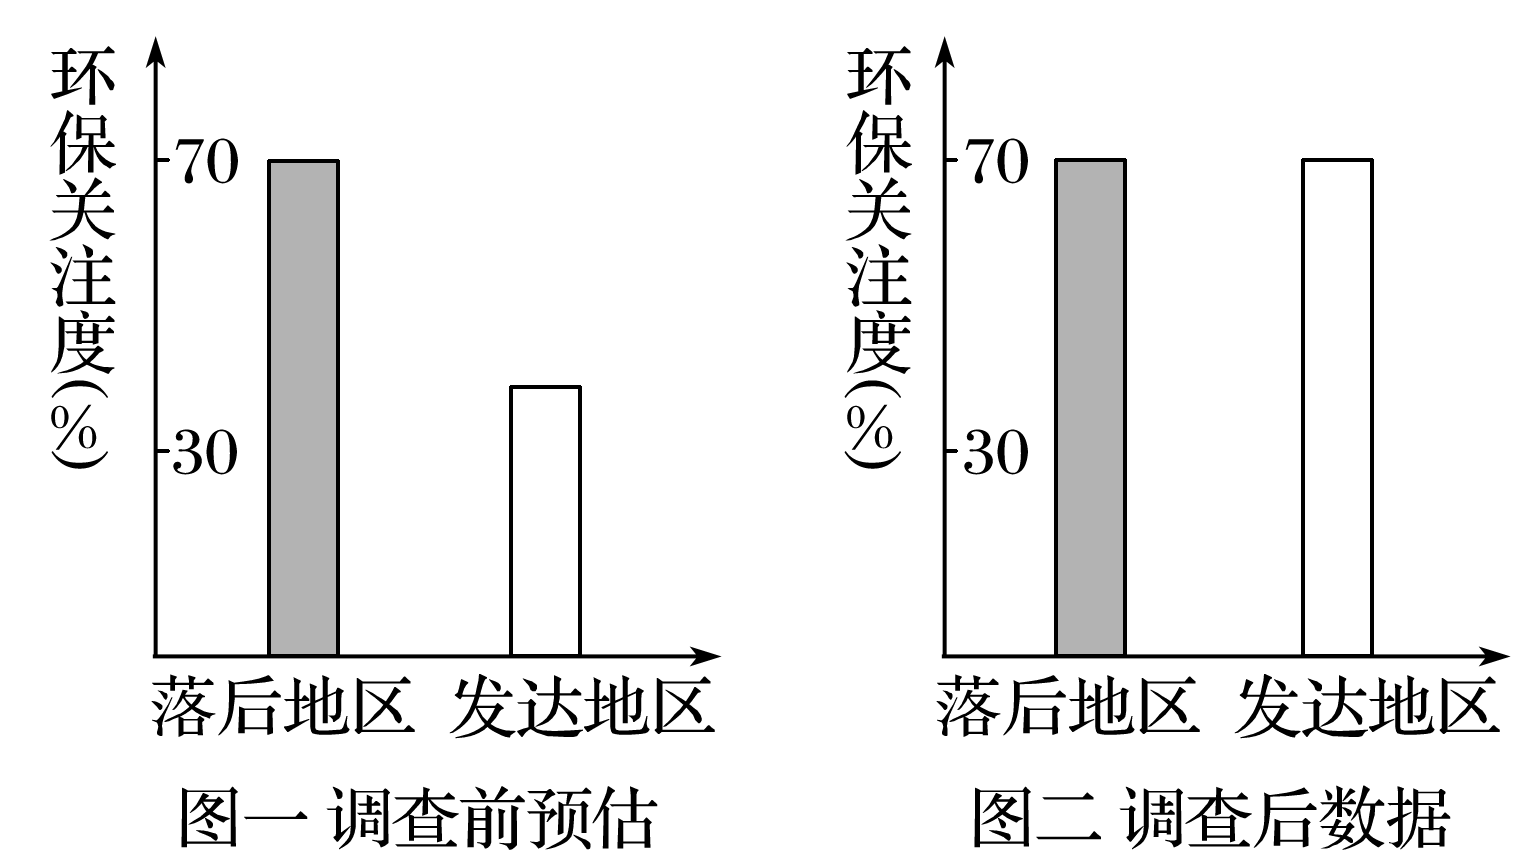 环保关注度(%)
70
30
落后地区 发达地区
图一 调查前预估
环保关注度(%)
70
30
落后地区 发达地区
图二 调查后数据